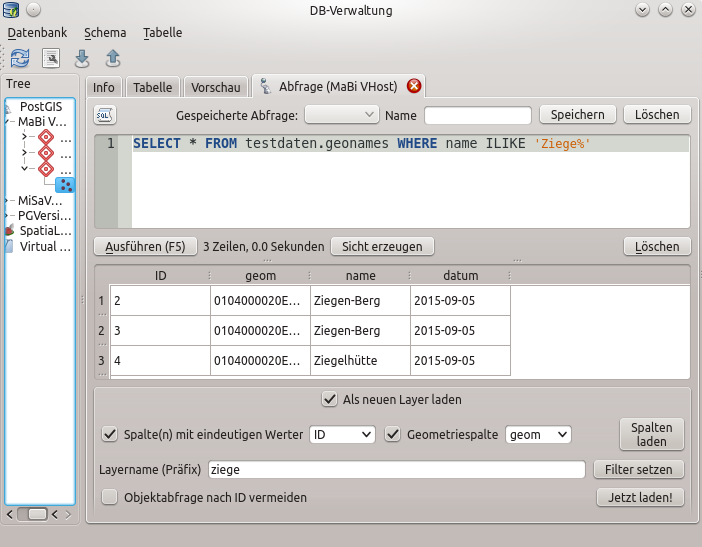 DB-Verwaltung
Datenbank Schema Tabelle
Tree
PostGIS
MaBi V...
...
...
...
MiSaV...
PGVersi...
SpatiaL...
Virtual ...
Info Tabelle Vorschau Abfrage (MaBi VHost)
SQL Gespeicherte Abfrage: Name Speichern Löschen
1 SELECT * FROM testdaten.geonames WHERE name ILIKE 'Ziege%'
Ausführen (F5) 3 Zeilen, 0.0 Sekunden Sicht erzeugen Löschen
ID geom name datum
1 2 0104000020E... Ziegen-Berg 2015-09-05
2 3 0104000020E... Ziegen-Berg 2015-09-05
3 4 0104000020E... Ziegelhütte 2015-09-05
Als neuen Layer laden
Spalte(n) mit eindeutigen Werter ID Geometriespalte geom Spalten laden
Layername (Präfix) ziege Filter setzen
Objektabfrage nach ID vermeiden Jetzt laden!